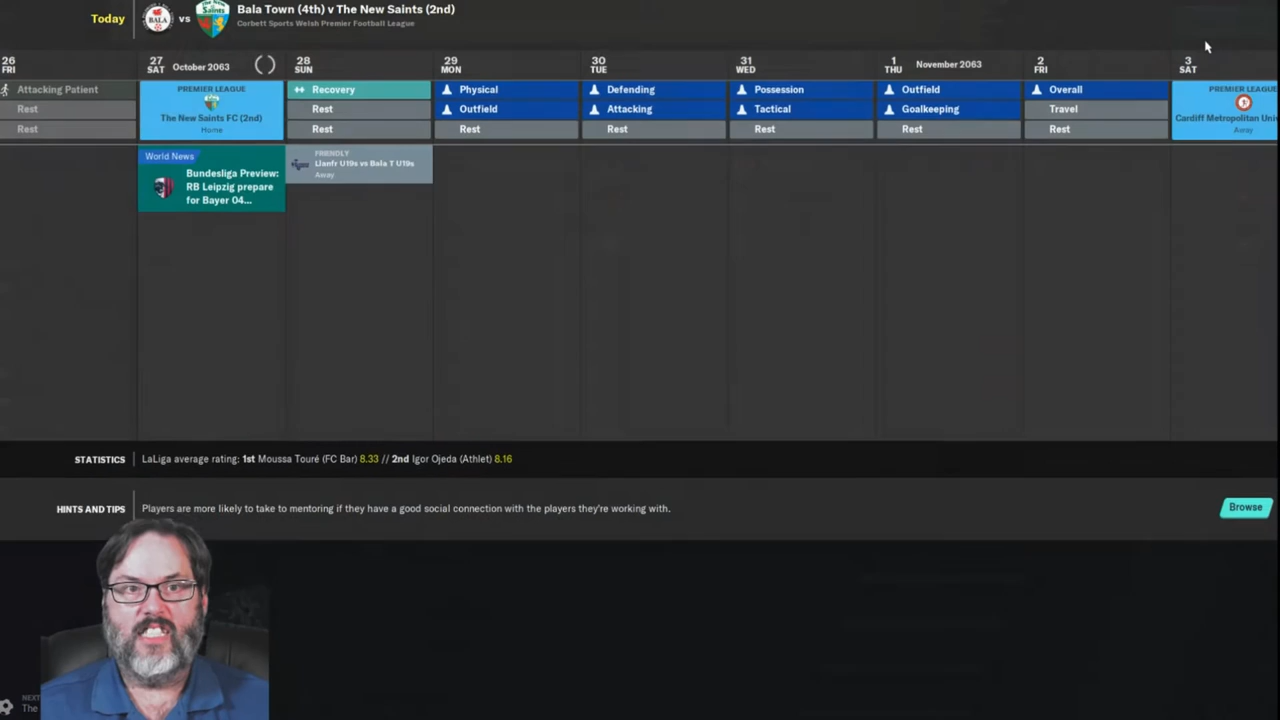 Today
BALA
vs
Bala Town (4th) v The New Saints (2nd)
Corbett Sports Welsh Premier Football League
26
FRI
27
SAT
October 2063
28
SUN
29
MON
30
TUE
31
WED
1
THU
November 2063
2
FRI
3
SAT
Attacking Patient
Rest
Rest
PREMIER LEAGUE
The New Saints FC (2nd)
Home
Recovery
Rest
Rest
Physical
Outfield
Rest
Defending
Attacking
Rest
Possession
Tactical
Rest
Outfield
Goalkeeping
Rest
Overall
Travel
Rest
PREMIER LEAGUE
Cardiff Metropolitan Uni
Away
World News
Bundesliga Preview:
RB Leipzig prepare
for Bayer 04...
FRIENDLY
Llanfr U19s vs Bala T U19s
Away
STATISTICS
LaLiga average rating: 1st Moussa Touré (FC Bar) 8.33 // 2nd Igor Ojeda (Athlet) 8.16
HINTS AND TIPS
Players are more likely to take to mentoring if they have a good social connection with the players they're working with.
Browse
NEXT
The